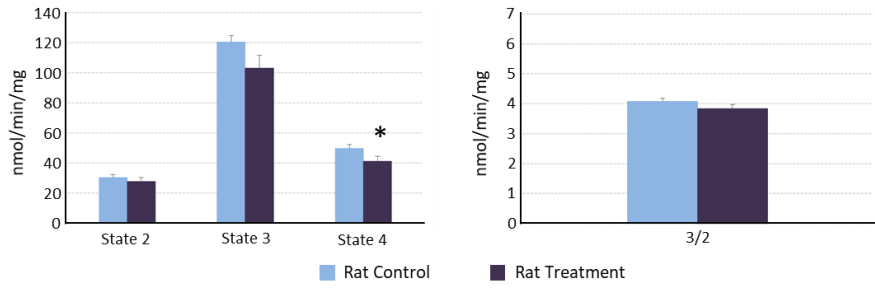 nmol/min/mg
140
120
100
80
60
40
20
0
State 2
State 3
State 4
*
nmol/min/mg
7
6
5
4
3
2
1
0
3/2
Rat Control
Rat Treatment